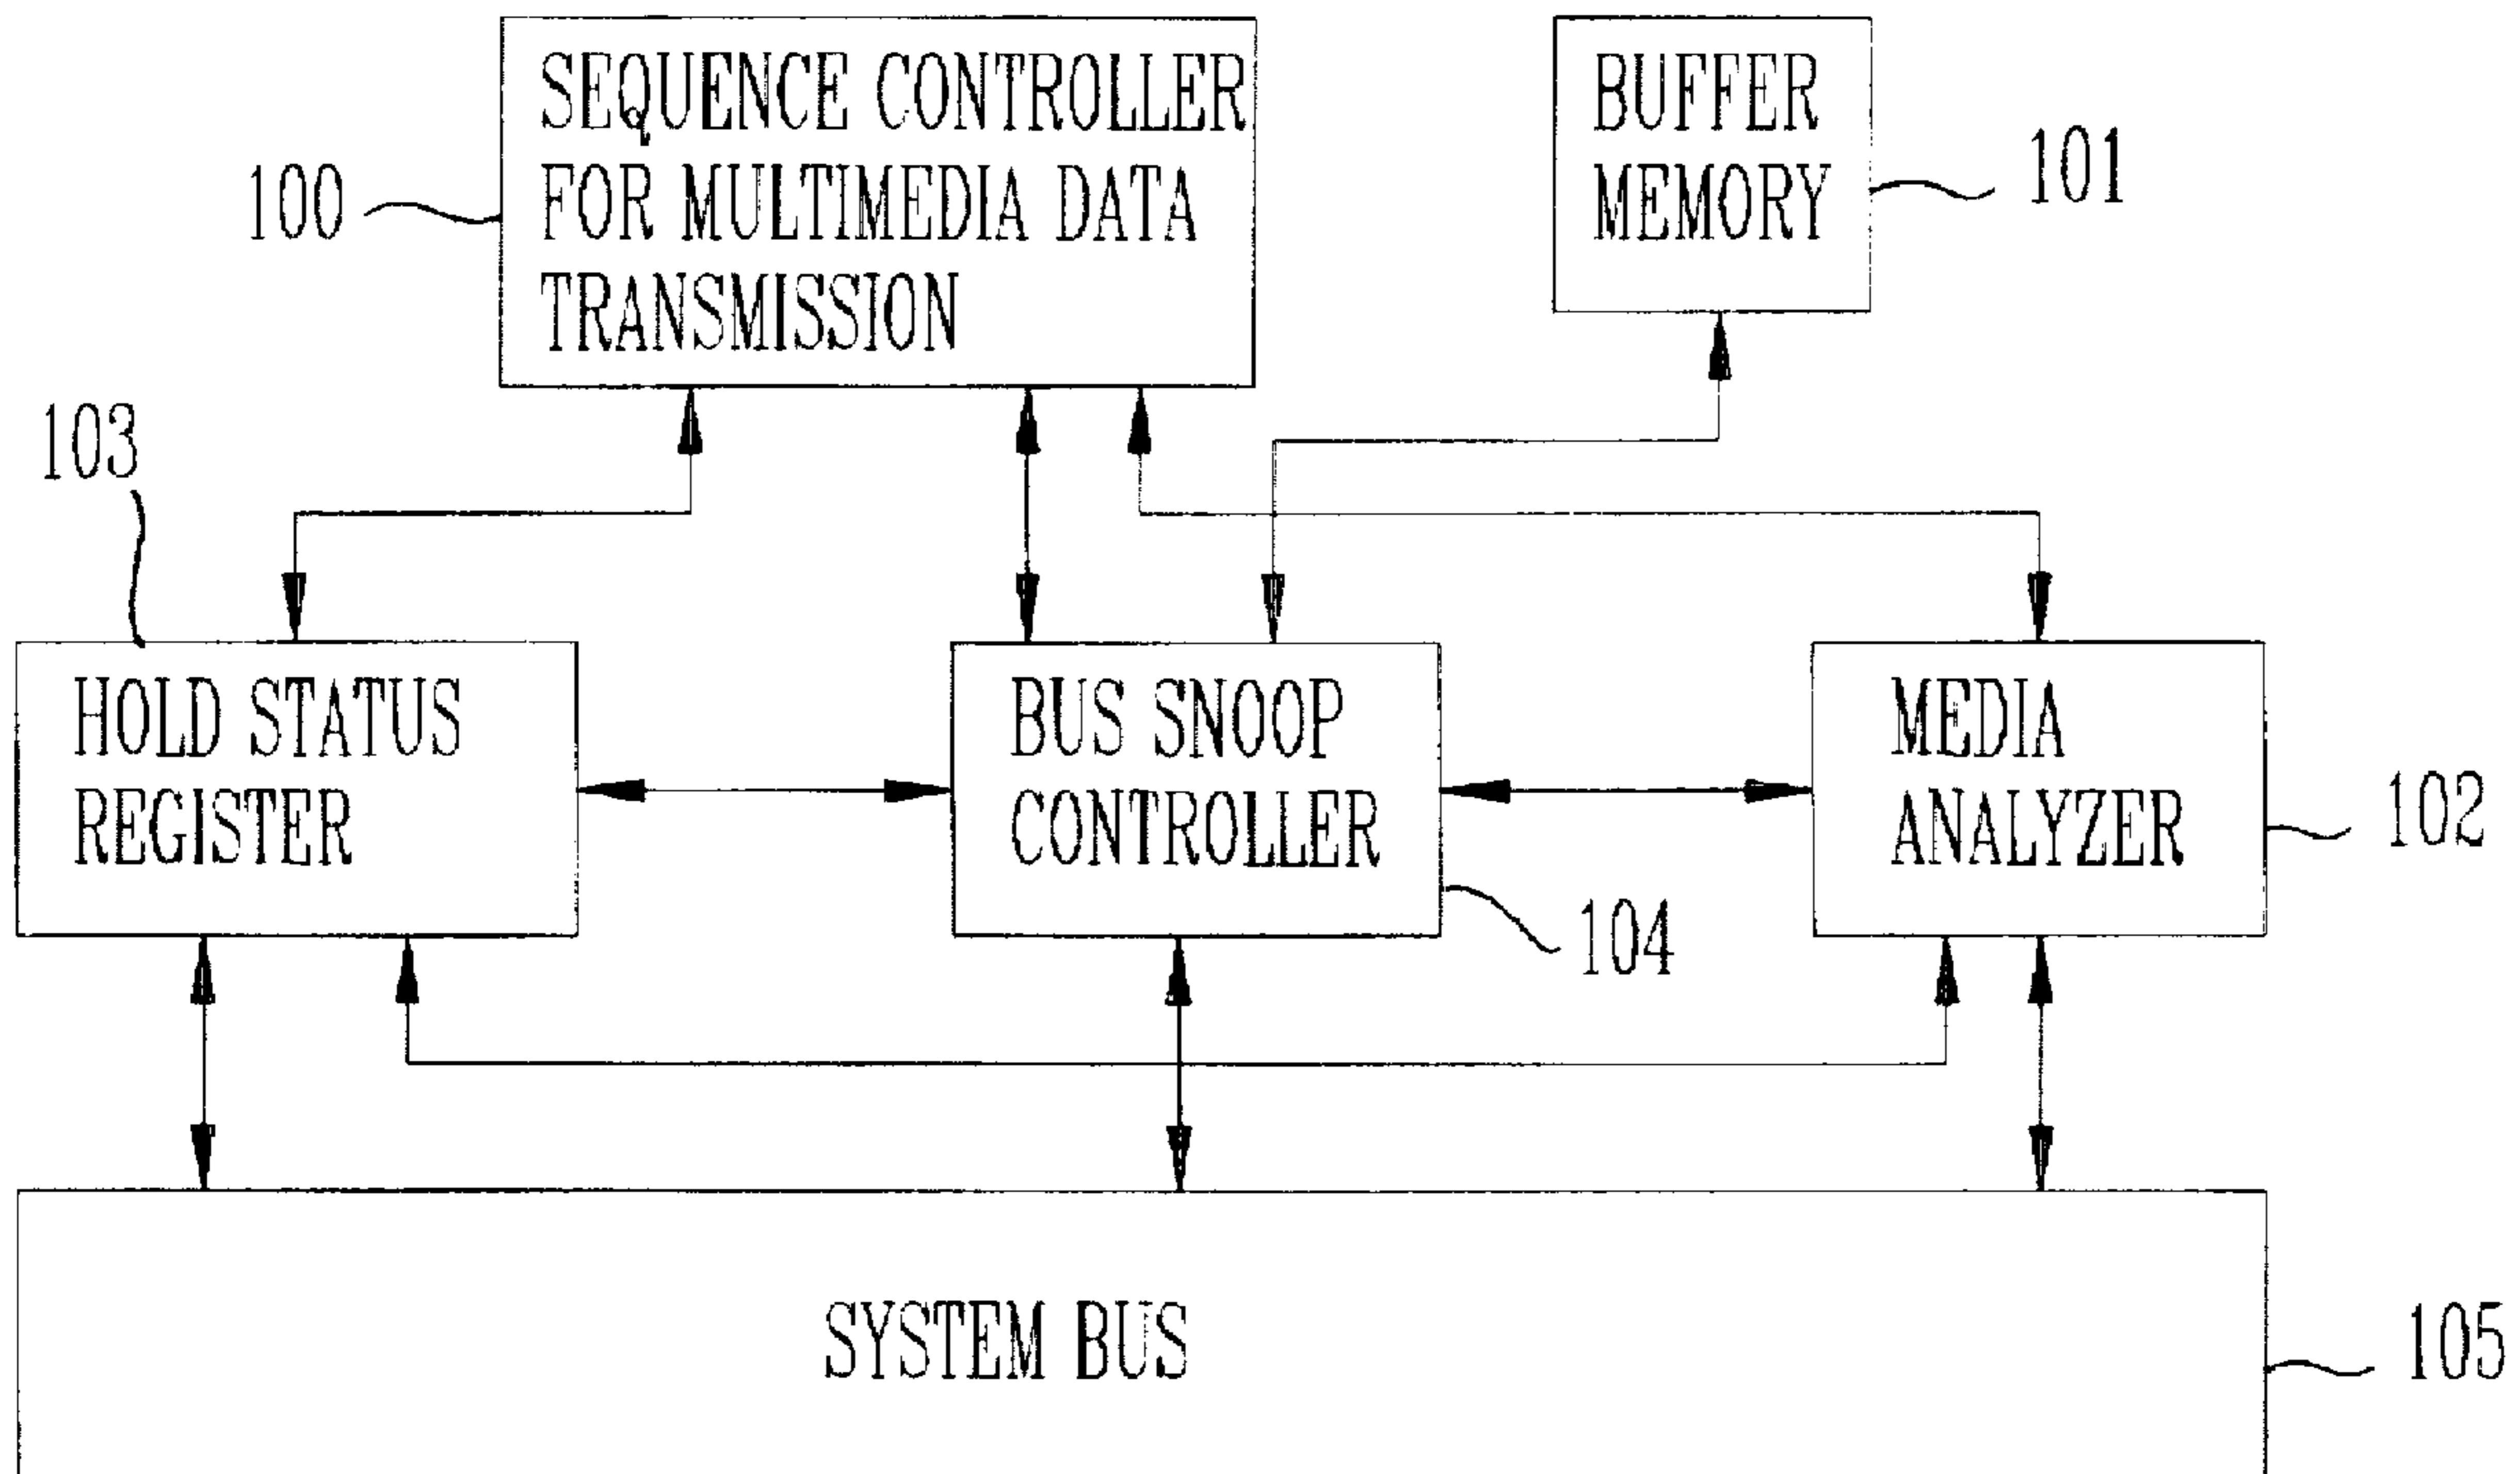 SEQUENCE CONTROLLER
FOR MULTIMEDIA DATA
TRANSMISSION
100
BUFFER
MEMORY
101
103
HOLD STATUS
REGISTER
BUS SNOOP
CONTROLLER
104
MEDIA
ANALYZER
102
SYSTEM BUS
105